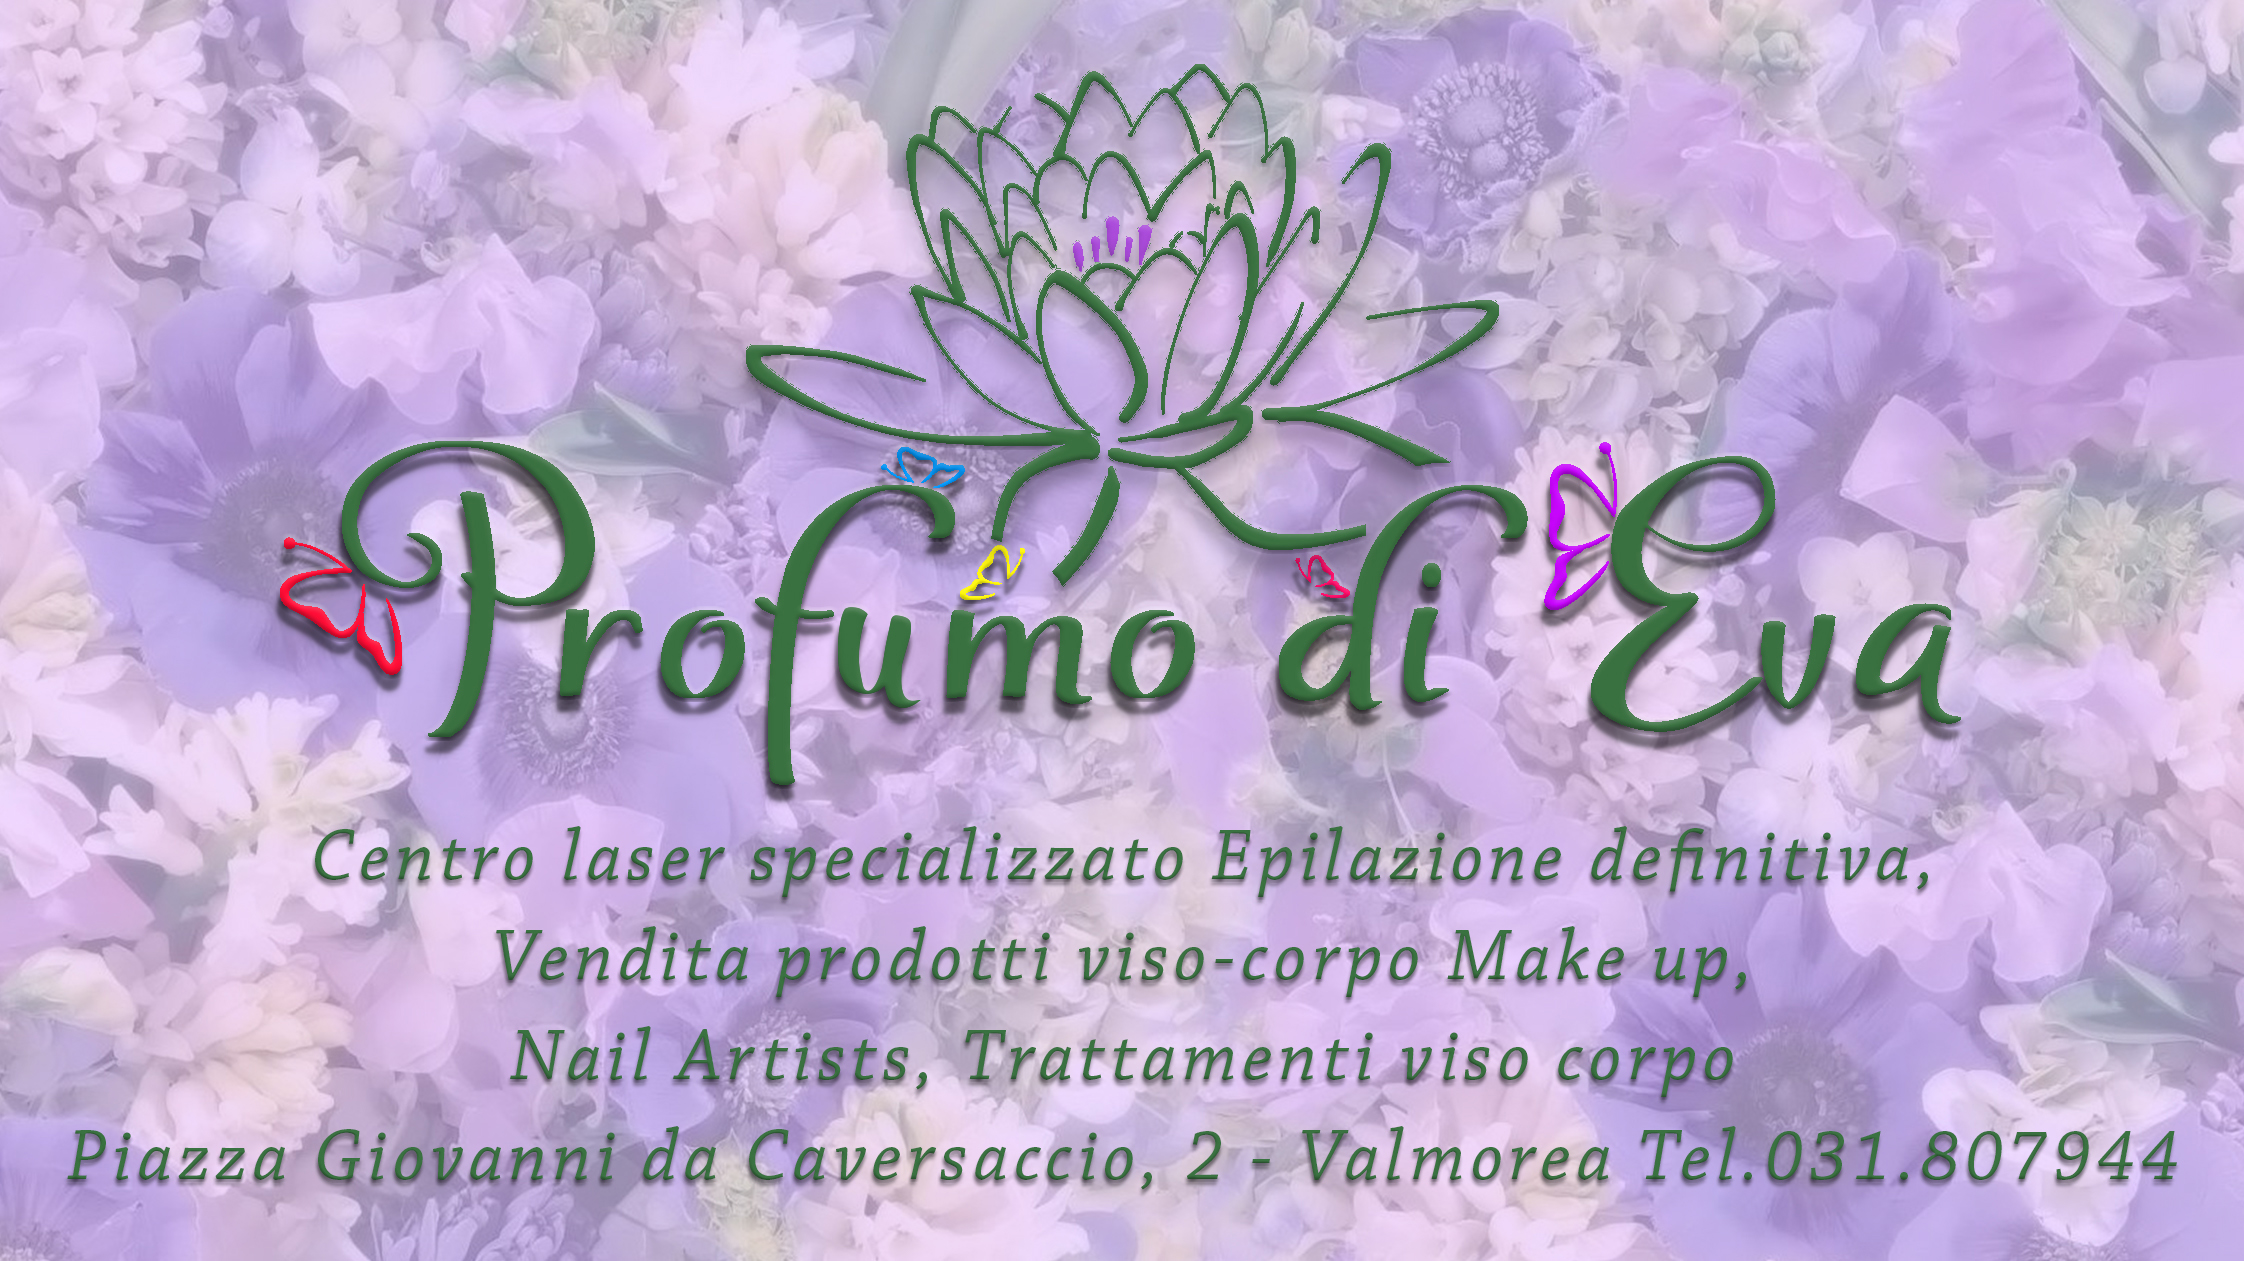 Profumo di Eva
Centro laser specializzato Epilazione definitiva,
Vendita prodotti viso-corpo Make up,
Nail Artists, Trattamenti viso corpo
Piazza Giovanni da Caversaccio, 2 - Valmorea Tel.031.807944